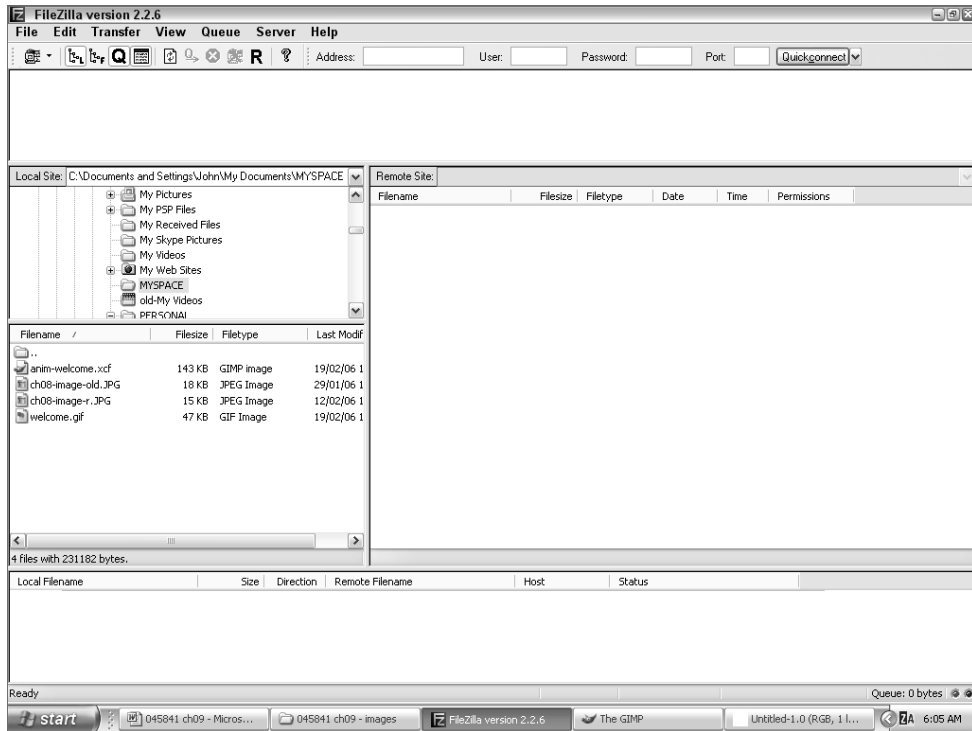 FileZilla version 2.2.6
File Edit Transfer View Queue Server Help
Address: User: Password: Port: Quickconnect
Local Site: C:\Documents and Settings\John\My Documents\MYSPACE
Remote Site:
My Pictures
My PSP Files
My Received Files
My Skype Pictures
My Videos
My Web Sites
MYSPACE
old-My Videos
PERSONAL
Filename Filesize Filetype Date Time Permissions
Filename / Filesize Filetype Last Modif
..
anim-welcome.xcf 143 KB GIMP image 19/02/06 1
ch08-image-old.JPG 18 KB JPEG Image 29/01/06 1
ch08-image-r.JPG 15 KB JPEG Image 12/02/06 1
welcome.gif 47 KB GIF Image 19/02/06 1
4 files with 231182 bytes.
Local Filename Size Direction Remote Filename Host Status
Ready Queue: 0 bytes
start 045841 ch09 - Micros... 045841 ch09 - images FileZilla version 2.2.6 The GIMP Untitled-1.0 (RGB, 1 l... 6:05 AM